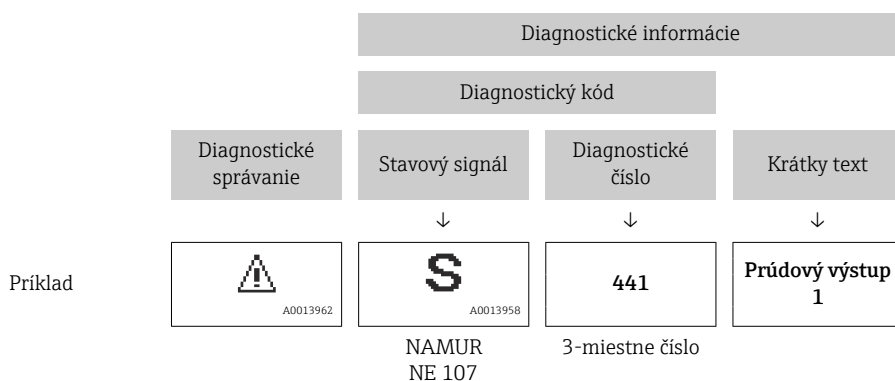 Diagnostické informácie
Diagnostický kód
Diagnostické
správanie
Stavový signál
Diagnostické
číslo
Krátky text
↓
↓
↓
Príklad
A0013962
S
A0013958
441
Prúdový výstup
1
NAMUR
NE 107
3-miestne číslo